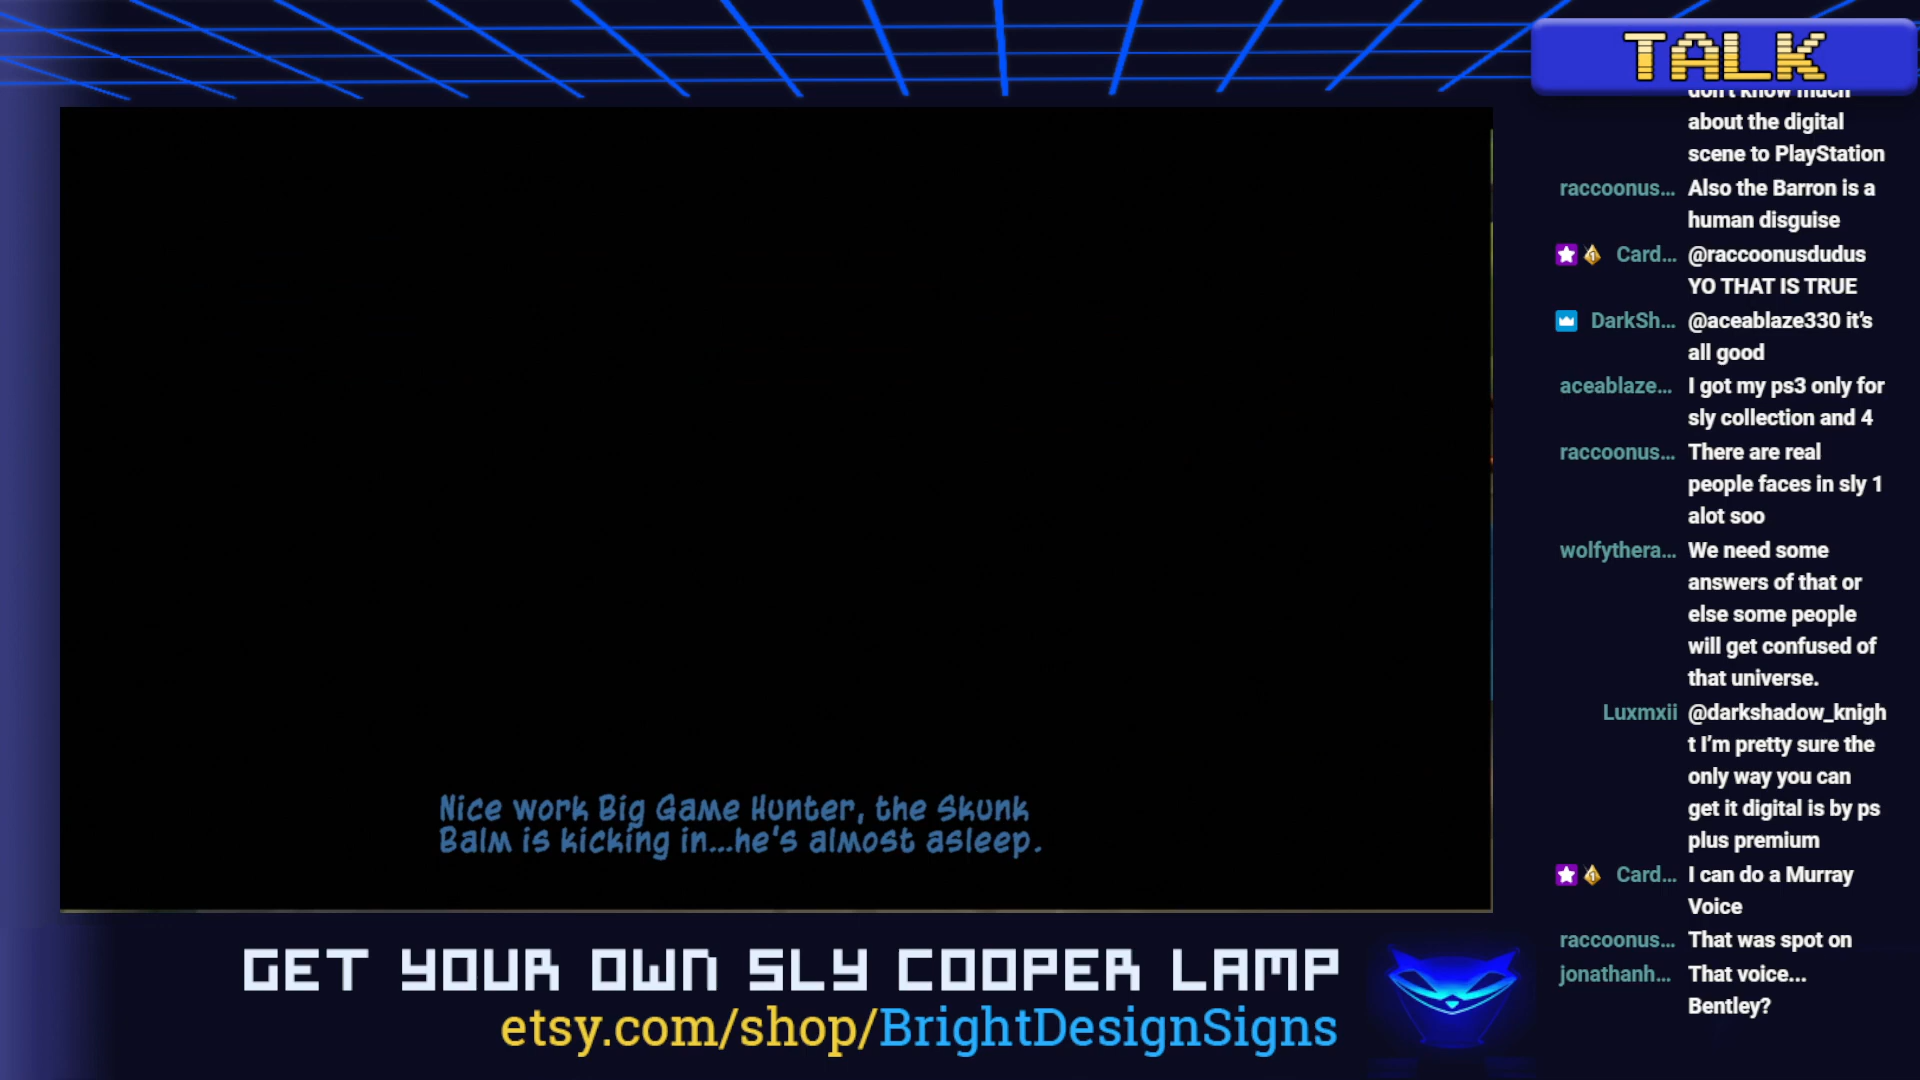 TALK
don't know much
about the digital
scene to PlayStation
raccoonus... Also the Barron is a
human disguise
Card... @raccoonusdudus
YO THAT IS TRUE
DarkSh... @aceablaze330 it's
all good
aceablaze... I got my ps3 only for
sly collection and 4
raccoonus... There are real
people faces in sly 1
alot soo
wolfythera... We need some
answers of that or
else some people
will get confused of
that universe.
Luxmxii @darkshadow_knigh
t I'm pretty sure the
only way you can
get it digital is by ps
plus premium
Card... I can do a Murray
Voice
raccoonus... That was spot on
jonathanh... That voice...
Bentley?
Nice work Big Game Hunter, the Skunk
Balm is kicking in...he's almost asleep.
GET YOUR OWN SLY COOPER LAMP
etsy.com/shop/BrightDesignSigns